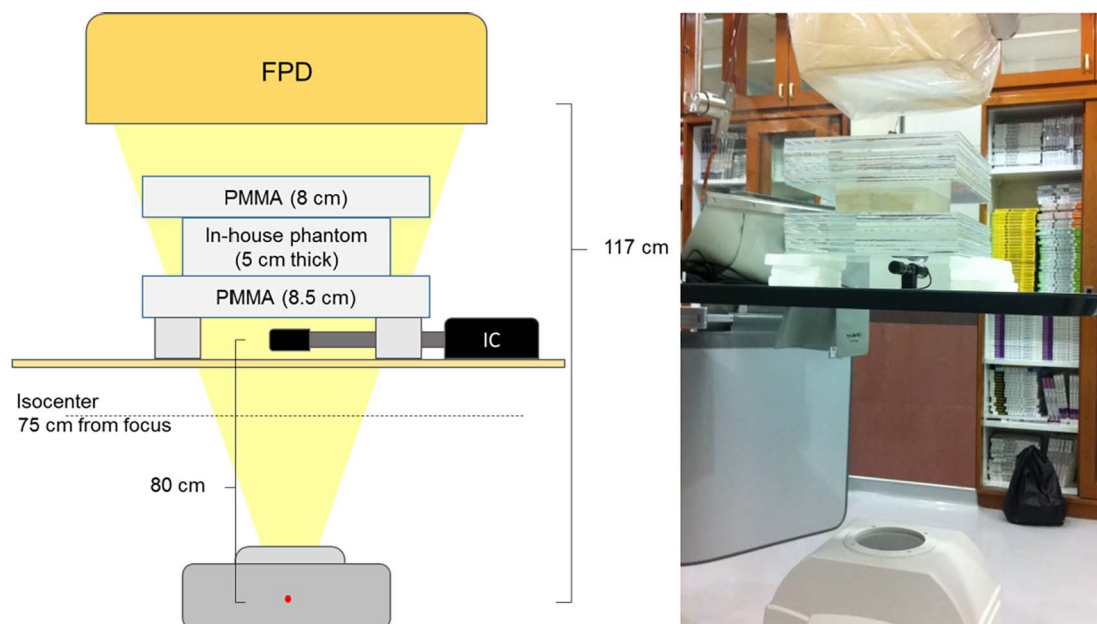 FPD
PMMA (8 cm)
In-house phantom
(5 cm thick)
117 cm
PMMA (8.5 cm)
IC
Isocenter
75 cm from focus
80 cm